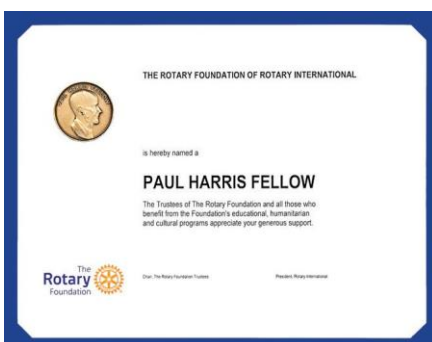 THE ROTARY FOUNDATION OF ROTARY INTERNATIONAL
is hereby named a
PAUL HARRIS FELLOW
The Trustees of The Rotary Foundation and all those who
benefit from the Foundation's educational, humanitarian
and cultural programs appreciate your generous support.
The
Rotary
Foundation
Chair, The Rotary Foundation Trustees
President, Rotary International